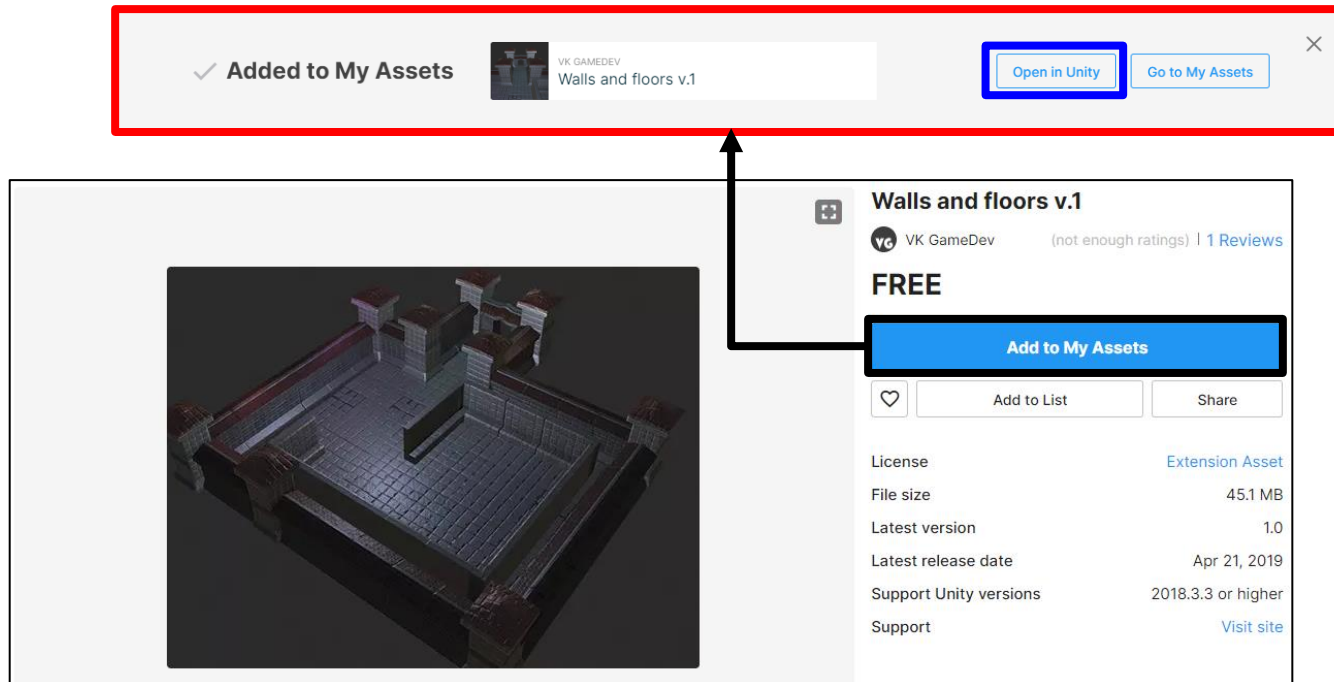 Added to My Assets
VK GAMEDEV
Walls and floors v.1
Open in Unity
Go to My Assets
Walls and floors v.1
VG VK GameDev (not enough ratings) | 1 Reviews
FREE
Add to My Assets
Add to List
Share
License Extension Asset
File size 45.1 MB
Latest version 1.0
Latest release date Apr 21, 2019
Support Unity versions 2018.3.3 or higher
Support Visit site